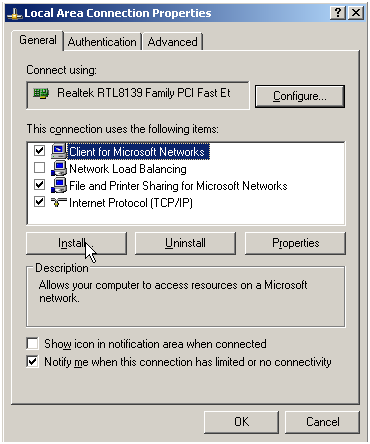 Local Area Connection Properties
General Authentication Advanced
Connect using:
Realtek RTL8139 Family PCI Fast Et Configure...
This connection uses the following items:
Client for Microsoft Networks
Network Load Balancing
File and Printer Sharing for Microsoft Networks
Internet Protocol (TCP/IP)
Install... Uninstall Properties
Description
Allows your computer to access resources on a Microsoft
network.
Show icon in notification area when connected
Notify me when this connection has limited or no connectivity
OK Cancel